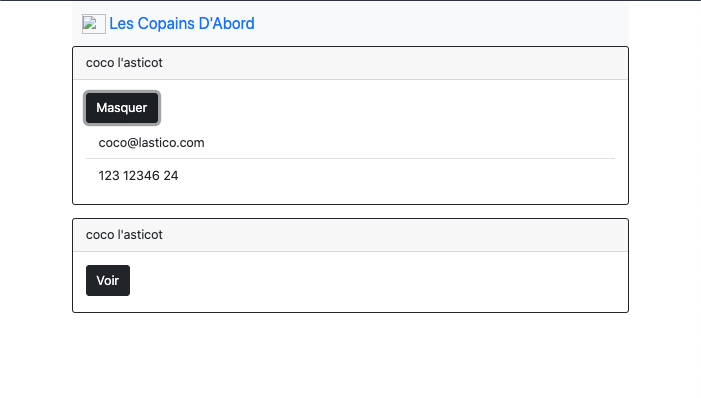 Les Copains D'Abord
coco l'asticot
Masquer
coco@lastico.com
123 12346 24
coco l'asticot
Voir